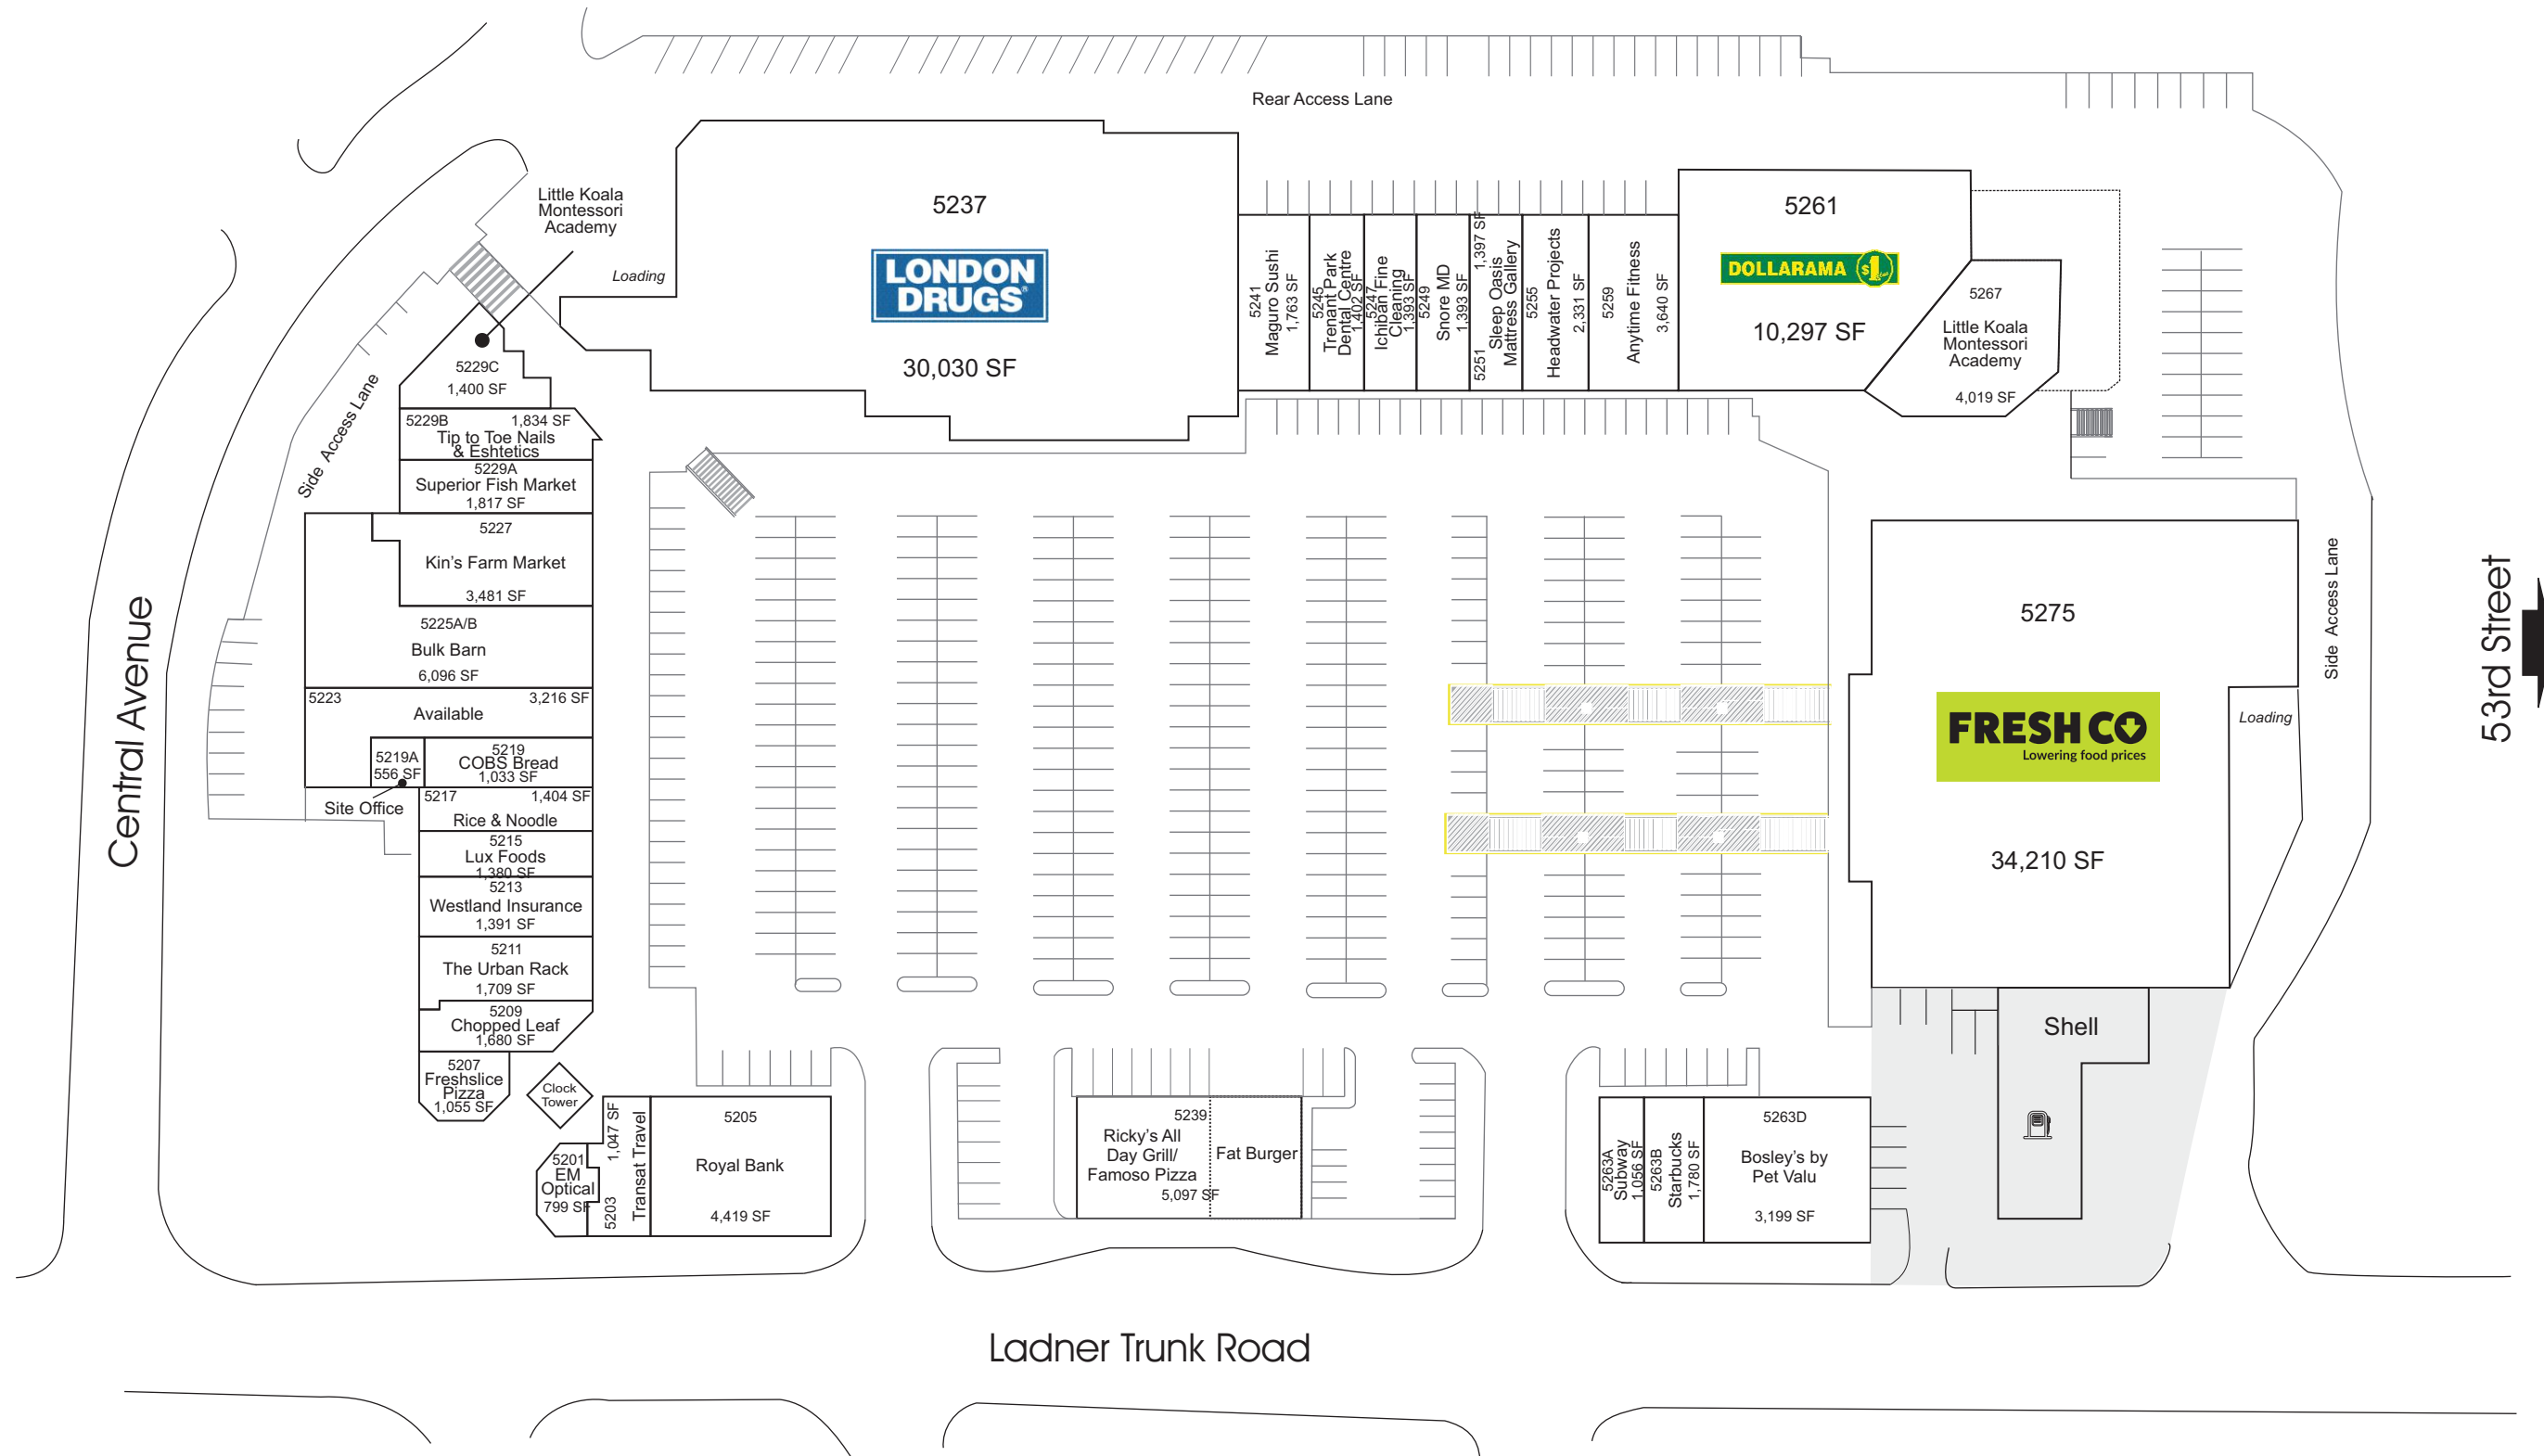 Rear Access Lane
Little Koala
Montessori
Academy
Loading
5237
LONDON
DRUGS
30,030 SF
5241
Maguro Sushi
1,763 SF
5245
Trenant Park
Dental Centre
1,402 SF
5247
Ichiban Fine
Cleaning
1,393 SF
5249
Snore MD
1,393 SF
5251
1,397 SF
Sleep Oasis
Mattress Gallery
5255
Headwater Projects
2,331 SF
5259
Anytime Fitness
3,640 SF
5261
DOLLARAMA $1
10,297 SF
5267
Little Koala
Montessori
Academy
4,019 SF
5229C
1,400 SF
Side Access Lane
5229B 1,834 SF
Tip to Toe Nails
& Eshtetics
5229A
Superior Fish Market
1,817 SF
5227
Kin's Farm Market
3,481 SF
5225A/B
Bulk Barn
6,096 SF
5223 3,216 SF
Available
5219A
556 SF
5219
COBS Bread
1,033 SF
Site Office
5217 1,404 SF
Rice & Noodle
5215
Lux Foods
1,380 SF
5213
Westland Insurance
1,391 SF
5211
The Urban Rack
1,709 SF
5209
Chopped Leaf
1,680 SF
5207
Freshslice
Pizza
1,055 SF
Clock
Tower
5201
EM
Optical
799 SF
5203
1,047 SF
Transat Travel
5205
Royal Bank
4,419 SF
5239
Ricky's All
Day Grill/
Famoso Pizza
5,097 SF
Fat Burger
5263A
Subway
1,056 SF
5263B
Starbucks
1,780 SF
5263D
Bosley's by
Pet Valu
3,199 SF
5275
FRESHCO
Lowering food prices
34,210 SF
Loading
Side Access Lane
Shell
Central Avenue
53rd Street
Ladner Trunk Road